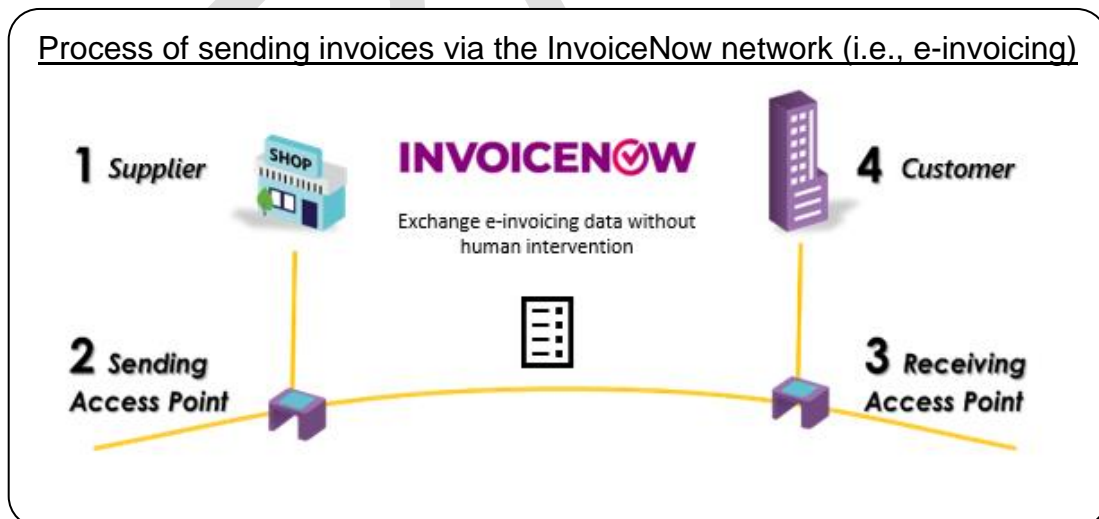 Process of sending invoices via the InvoiceNow network (i.e., e-invoicing)
1 Supplier
SHOP
INVOICENOW
Exchange e-invoicing data without
human intervention
4 Customer
2 Sending
Access Point
3 Receiving
Access Point